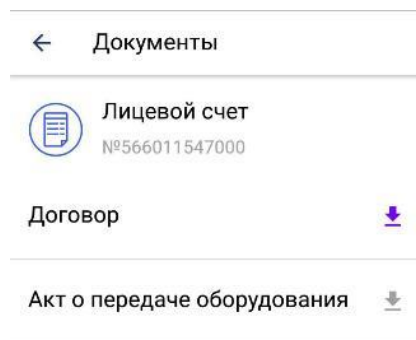 Документы
Лицевой счет
№566011547000
Договор
Акт о передаче оборудования